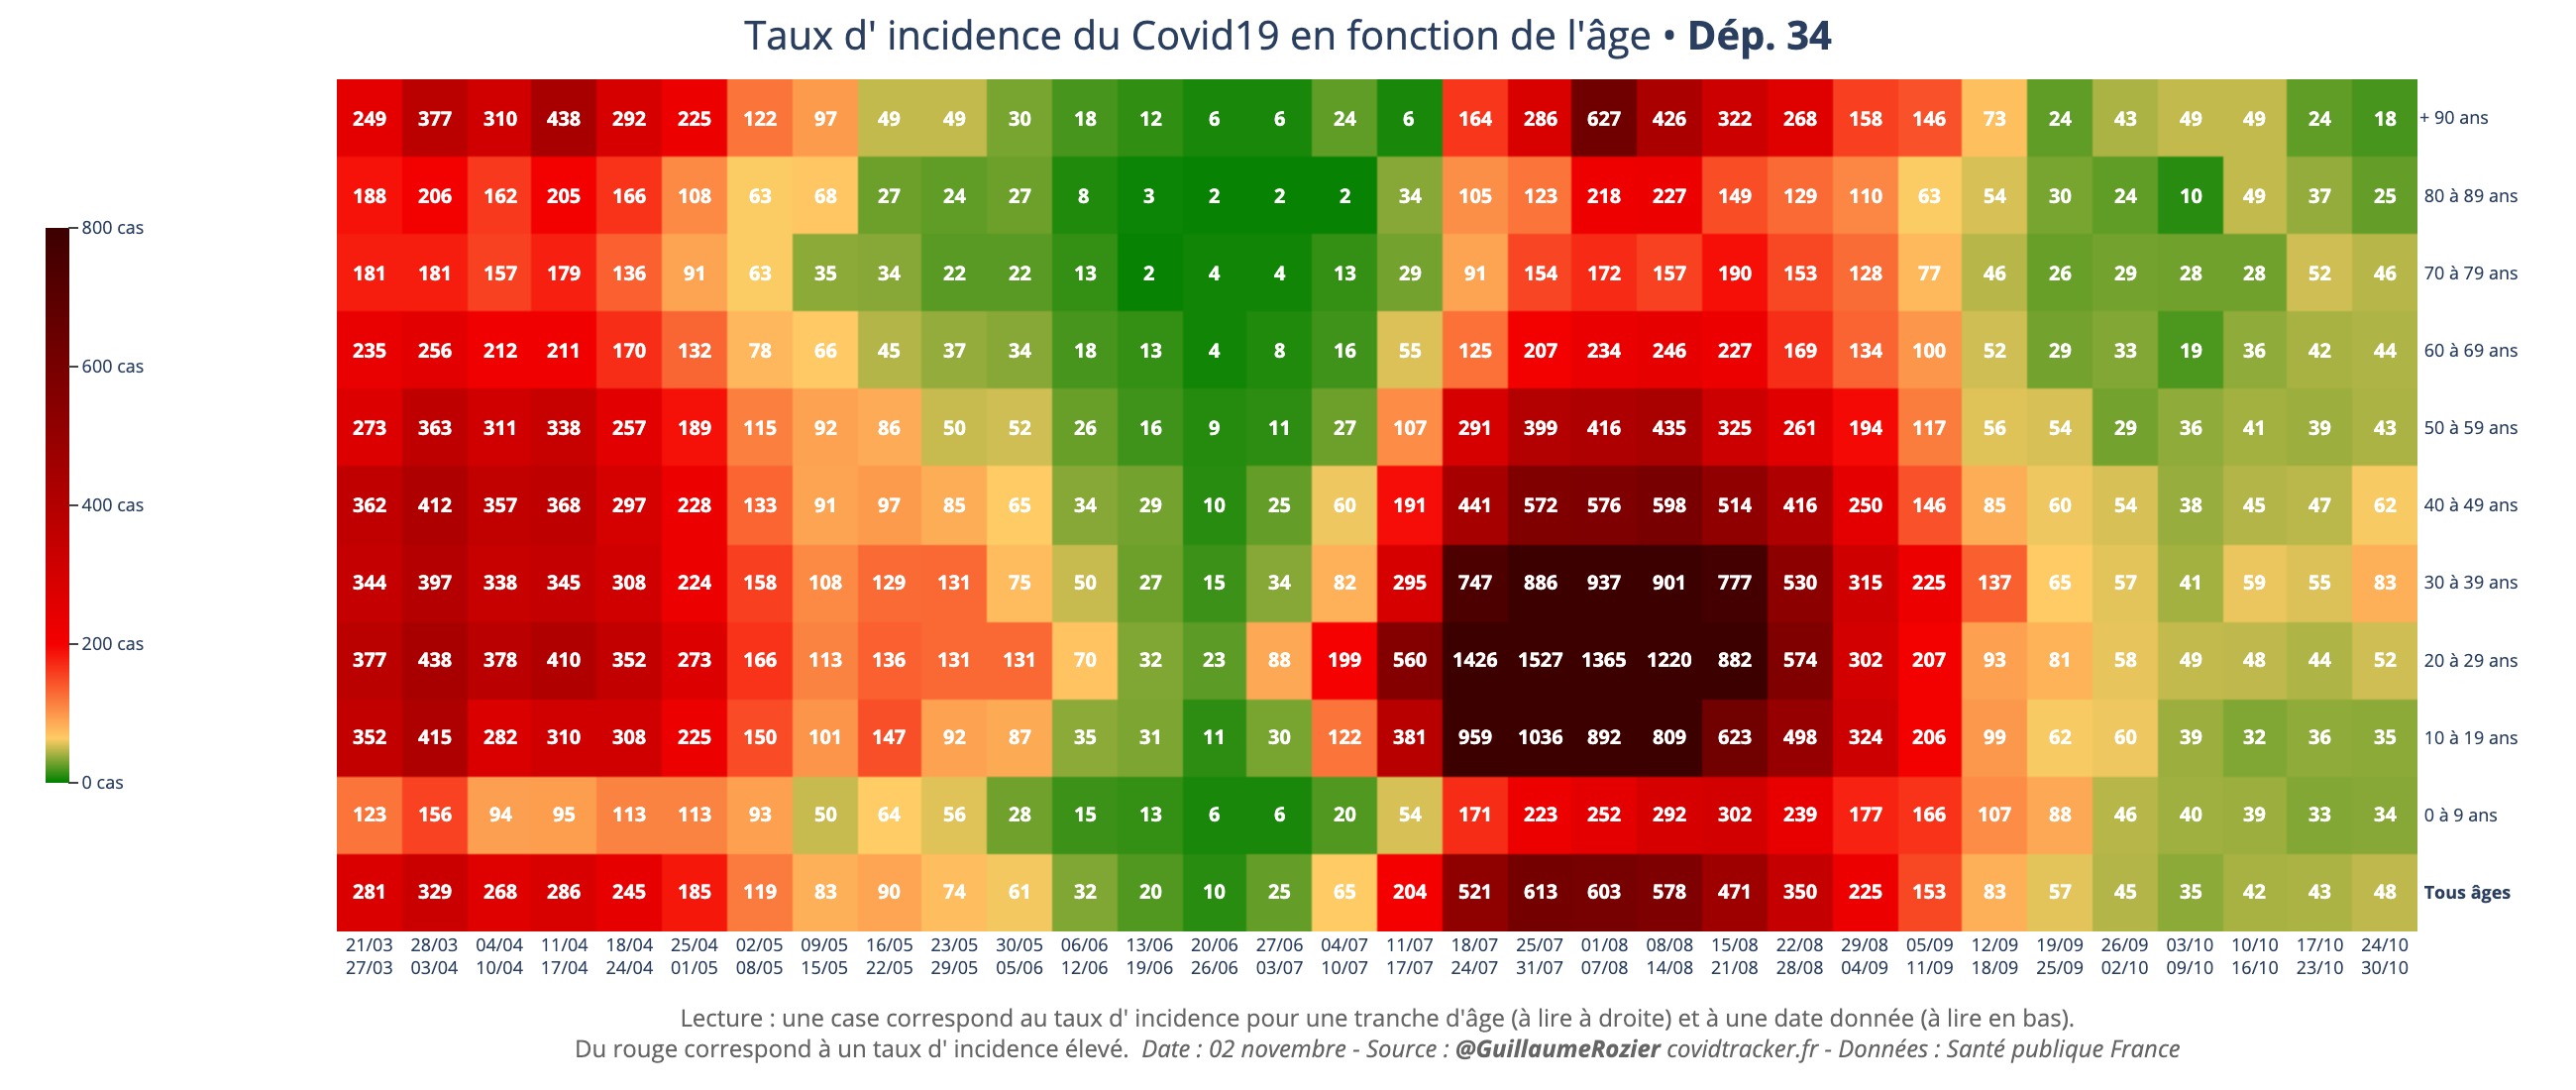 Taux d' incidence du Covid19 en fonction de l'âge • Dép. 34
249 377 310 438 292 225 122 97 49 49 30 18 12 6 6 24 6 164 286 627 426 322 268 158 146 73 24 43 49 49 24 18 + 90 ans
188 206 162 205 166 108 63 68 27 24 27 8 3 2 2 2 34 105 123 218 227 149 129 110 63 54 30 24 10 49 37 25 80 à 89 ans
800 cas
181 181 157 179 136 91 63 35 34 22 22 13 2 4 4 13 29 91 154 172 157 190 153 128 77 46 26 29 28 28 52 46 70 à 79 ans
235 256 212 211 170 132 78 66 45 37 34 18 13 4 8 16 55 125 207 234 246 227 169 134 100 52 29 33 19 36 42 44 60 à 69 ans
600 cas
273 363 311 338 257 189 115 92 86 50 52 26 16 9 11 27 107 291 399 416 435 325 261 194 117 56 54 29 36 41 39 43 50 à 59 ans
400 cas
362 412 357 368 297 228 133 91 97 85 65 34 29 10 25 60 191 441 572 576 598 514 416 250 146 85 60 54 38 45 47 62 40 à 49 ans
344 397 338 345 308 224 158 108 129 131 75 50 27 15 34 82 295 747 886 937 901 777 530 315 225 137 65 57 41 59 55 83 30 à 39 ans
200 cas
377 438 378 410 352 273 166 113 136 131 131 70 32 23 88 199 560 1426 1527 1365 1220 882 574 302 207 93 81 58 49 48 44 52 20 à 29 ans
352 415 282 310 308 225 150 101 147 92 87 35 31 11 30 122 381 959 1036 892 809 623 498 324 206 99 62 60 39 32 36 35 10 à 19 ans
0 cas
123 156 94 95 113 113 93 50 64 56 28 15 13 6 6 20 54 171 223 252 292 302 239 177 166 107 88 46 40 39 33 34 0 à 9 ans
281 329 268 286 245 185 119 83 90 74 61 32 20 10 25 65 204 521 613 603 578 471 350 225 153 83 57 45 35 42 43 48 Tous âges
21/03 28/03 04/04 11/04 18/04 25/04 02/05 09/05 16/05 23/05 30/05 06/06 13/06 20/06 27/06 04/07 11/07 18/07 25/07 01/08 08/08 15/08 22/08 29/08 05/09 12/09 19/09 26/09 03/10 10/10 17/10 24/10
27/03 03/04 10/04 17/04 24/04 01/05 08/05 15/05 22/05 29/05 05/06 12/06 19/06 26/06 03/07 10/07 17/07 24/07 31/07 07/08 14/08 21/08 28/08 04/09 11/09 18/09 25/09 02/10 09/10 16/10 23/10 30/10
Lecture : une case correspond au taux d' incidence pour une tranche d'âge (à lire à droite) et à une date donnée (à lire en bas).
Du rouge correspond à un taux d' incidence élevé. Date : 02 novembre - Source : @GuillaumeRozier covidtracker.fr - Données : Santé publique France